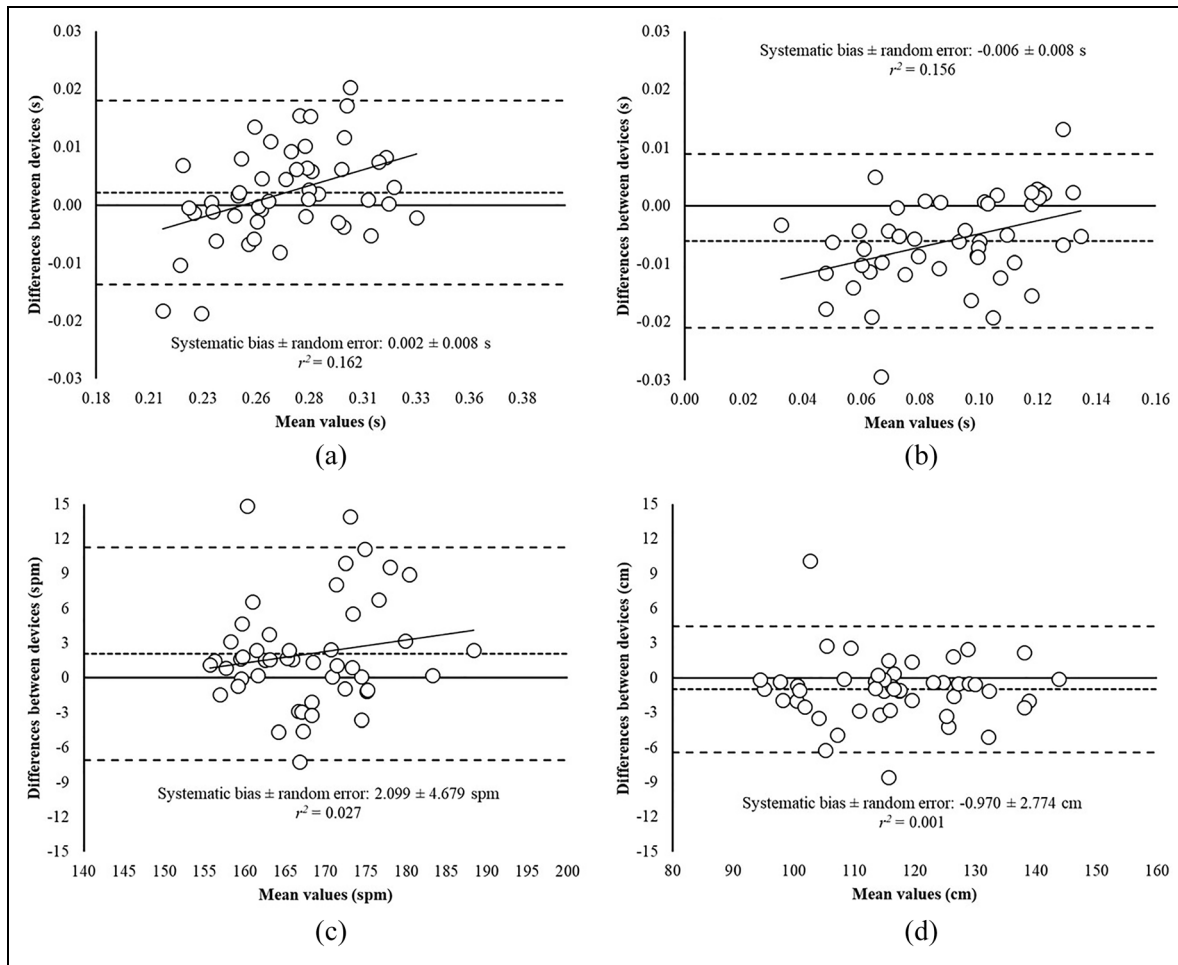 0.03
0.02
0.01
0.00
-0.01
-0.02
-0.03
Differences between devices (s)
Systematic bias ± random error: 0.002 ± 0.008 s
r² = 0.162
0.18 0.21 0.23 0.26 0.28 0.31 0.33 0.36 0.38
Mean values (s)
(a)
0.03
0.02
0.01
0.00
-0.01
-0.02
-0.03
Differences between devices (s)
Systematic bias ± random error: -0.006 ± 0.008 s
r² = 0.156
0.00 0.02 0.04 0.06 0.08 0.10 0.12 0.14 0.16
Mean values (s)
(b)
15
12
9
6
3
0
-3
-6
-9
-12
-15
Differences between devices (spm)
Systematic bias ± random error: 2.099 ± 4.679 spm
r² = 0.027
140 145 150 155 160 165 170 175 180 185 190 195 200
Mean values (spm)
(c)
15
12
9
6
3
0
-3
-6
-9
-12
-15
Differences between devices (cm)
Systematic bias ± random error: -0.970 ± 2.774 cm
r² = 0.001
80 90 100 110 120 130 140 150 160
Mean values (cm)
(d)